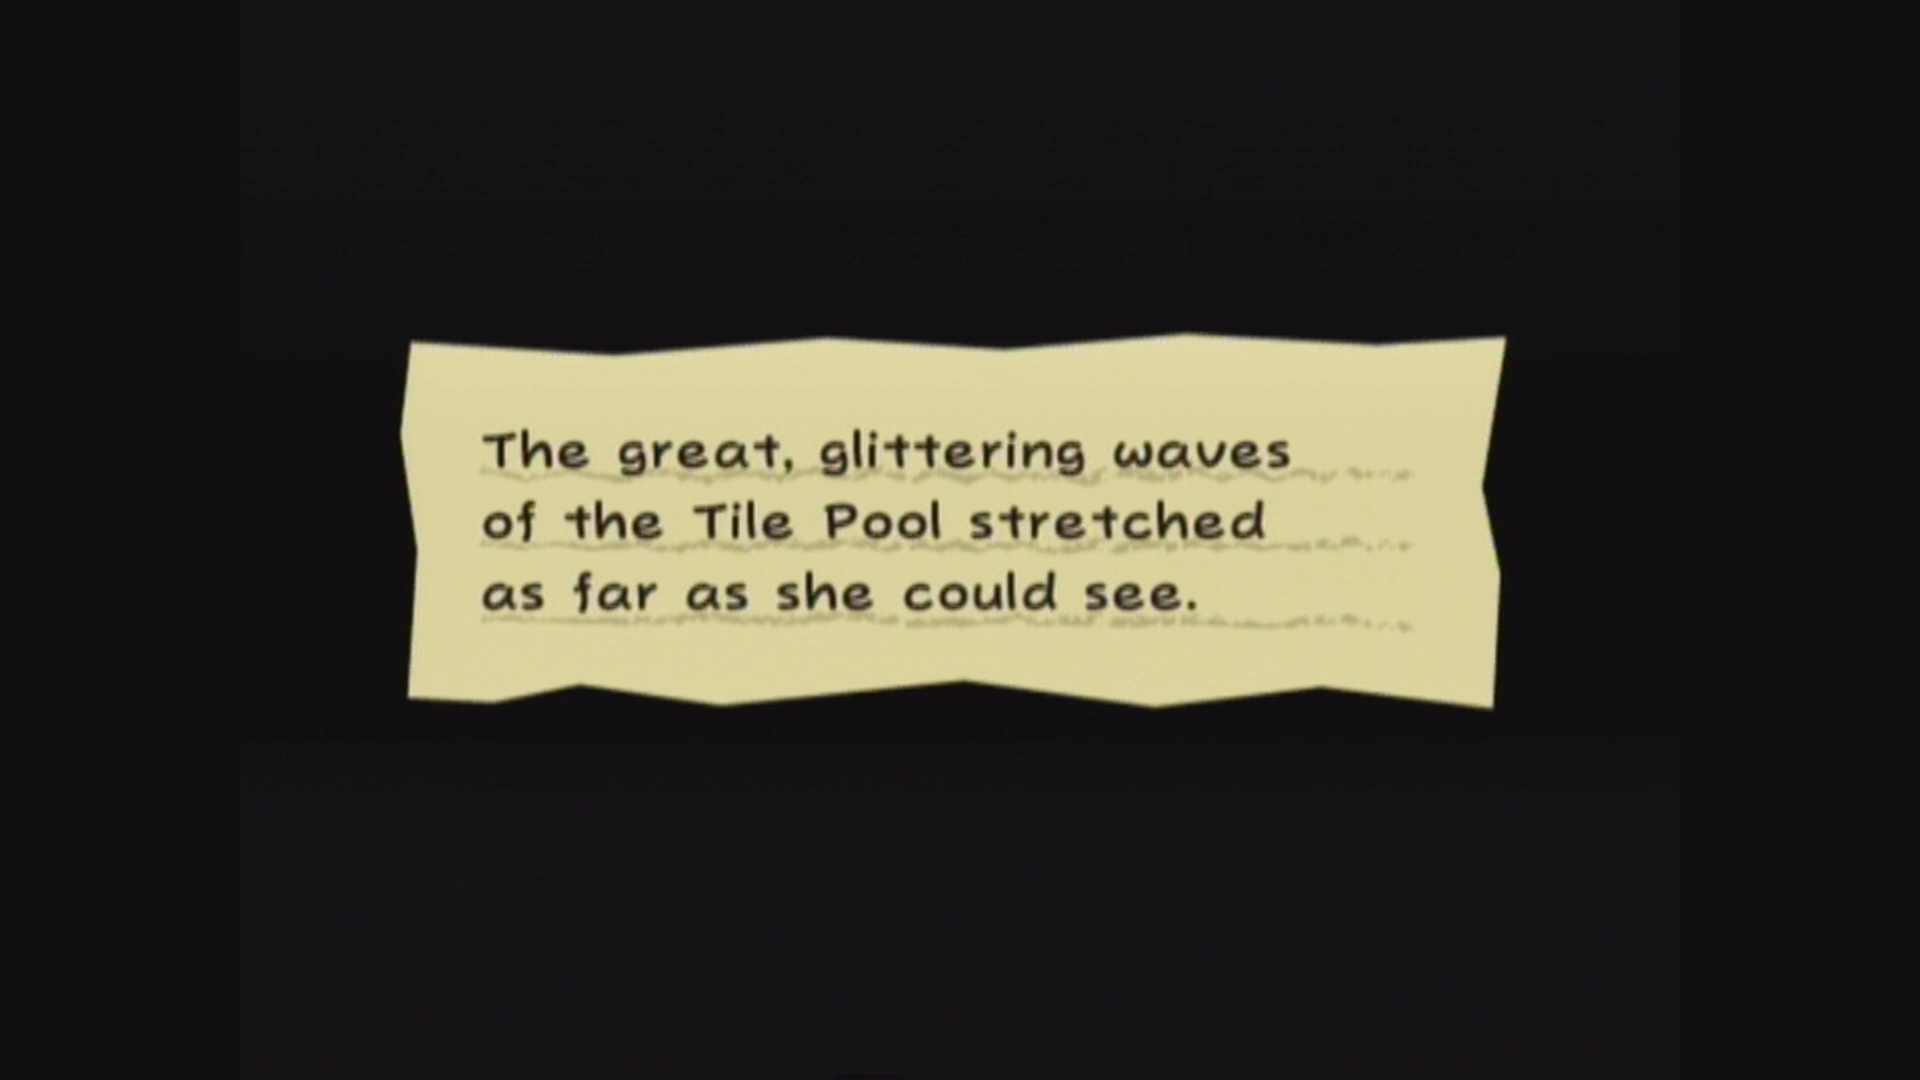 The great, glittering waves
of the Tile Pool stretched
as far as she could see.